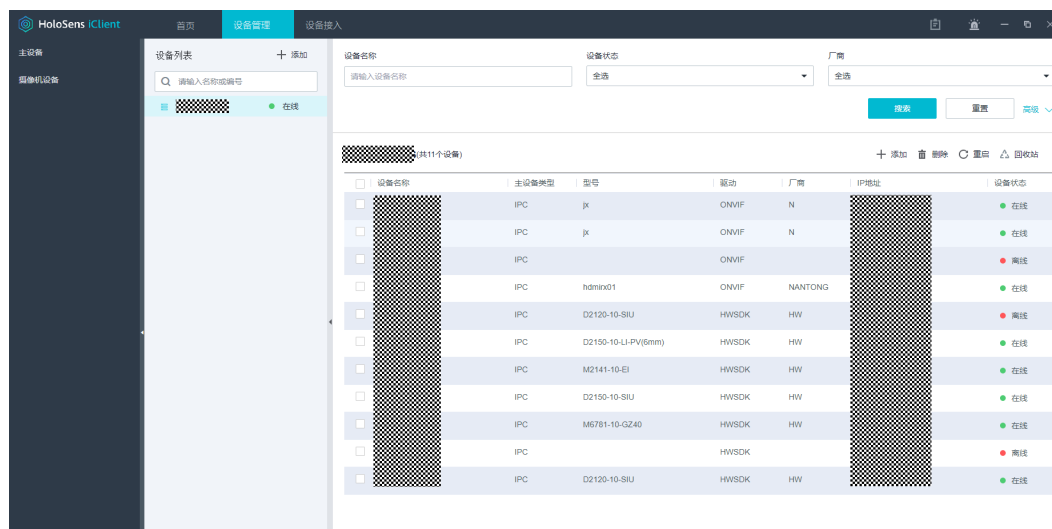 HoloSens iClient 首页 设备管理 设备接入
主设备
摄像机设备
设备列表 添加
请输入名称或编号
在线
设备名称 设备状态 厂商
请输入设备名称 全选 全选
搜索 重置 高级
(共11个设备) 添加 删除 重启 回收站
设备名称 主设备类型 型号 驱动 厂商 IP地址 设备状态
IPC jx ONVIF N 在线
IPC jx ONVIF N 在线
IPC ONVIF 离线
IPC hdmirx01 ONVIF NANTONG 在线
IPC D2120-10-SIU HWSDK HW 离线
IPC D2150-10-LI-PV(6mm) HWSDK HW 在线
IPC M2141-10-EI HWSDK HW 在线
IPC D2150-10-SIU HWSDK HW 在线
IPC M6781-10-GZ40 HWSDK HW 在线
IPC HWSDK 离线
IPC D2120-10-SIU HWSDK HW 在线